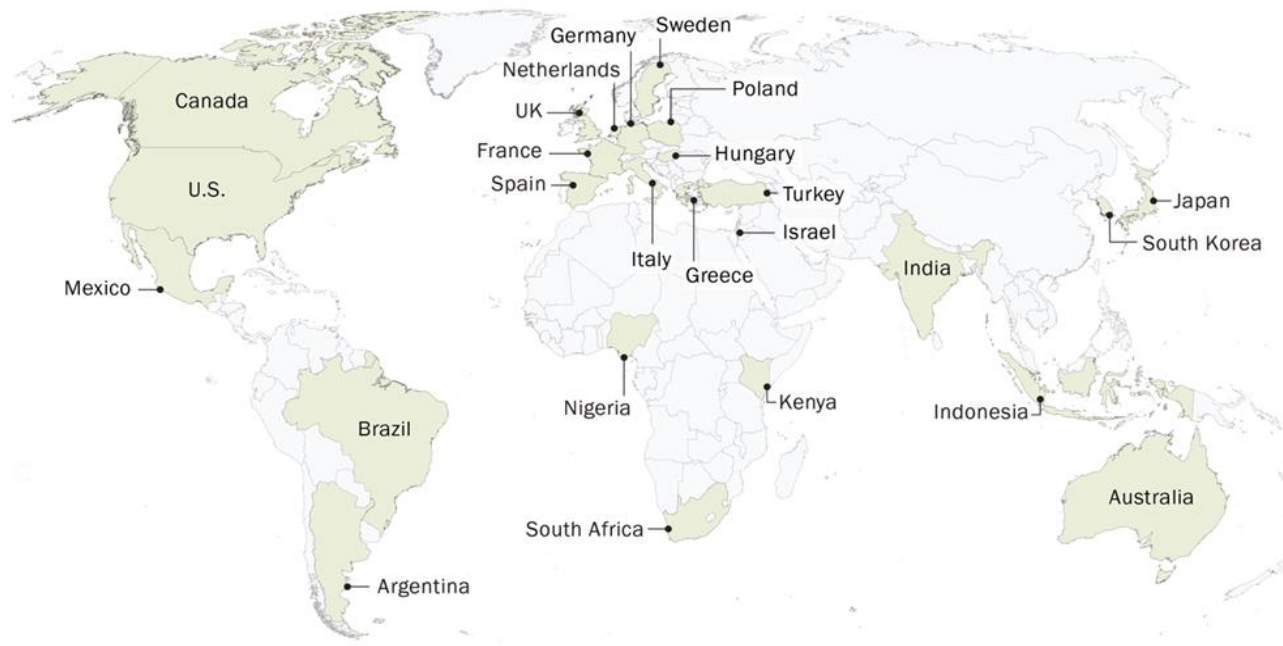 Sweden
Germany
Netherlands
Poland
Canada
UK
France
Hungary
U.S.
Spain
Turkey
Japan
Israel
South Korea
Italy
Greece
India
Mexico
Nigeria
Kenya
Indonesia
Brazil
Australia
South Africa
Argentina